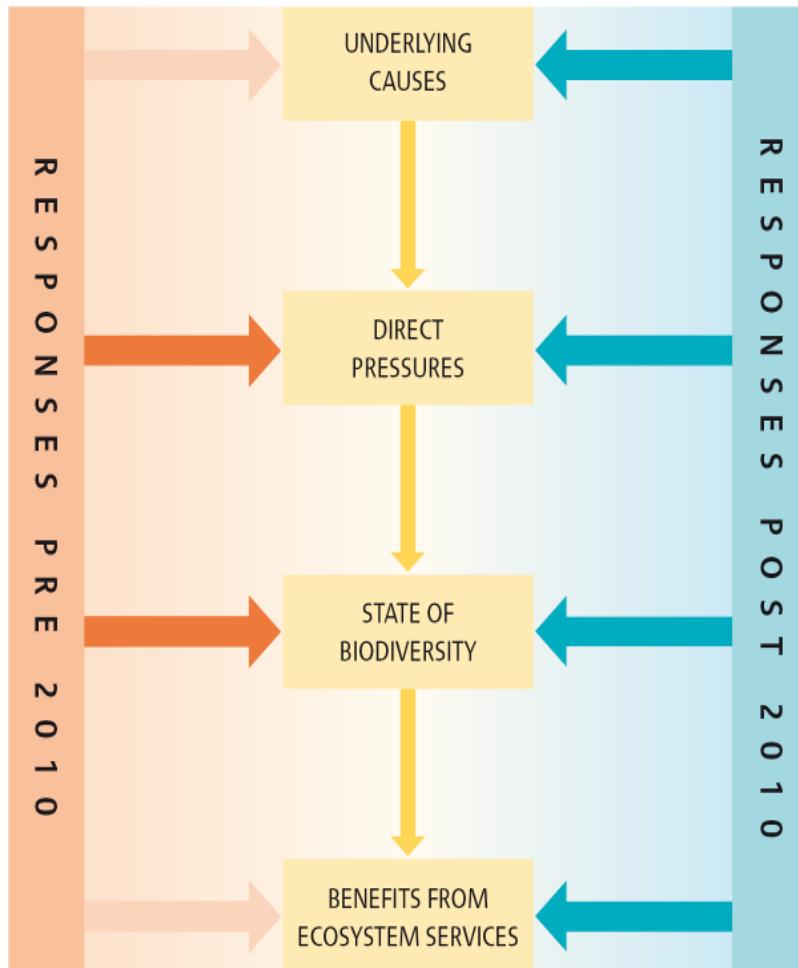 RESPONSES PRE 2010
UNDERLYING
CAUSES
DIRECT
PRESSURES
STATE OF
BIODIVERSITY
BENEFITS FROM
ECOSYSTEM SERVICES
RESPONSES POST 2010